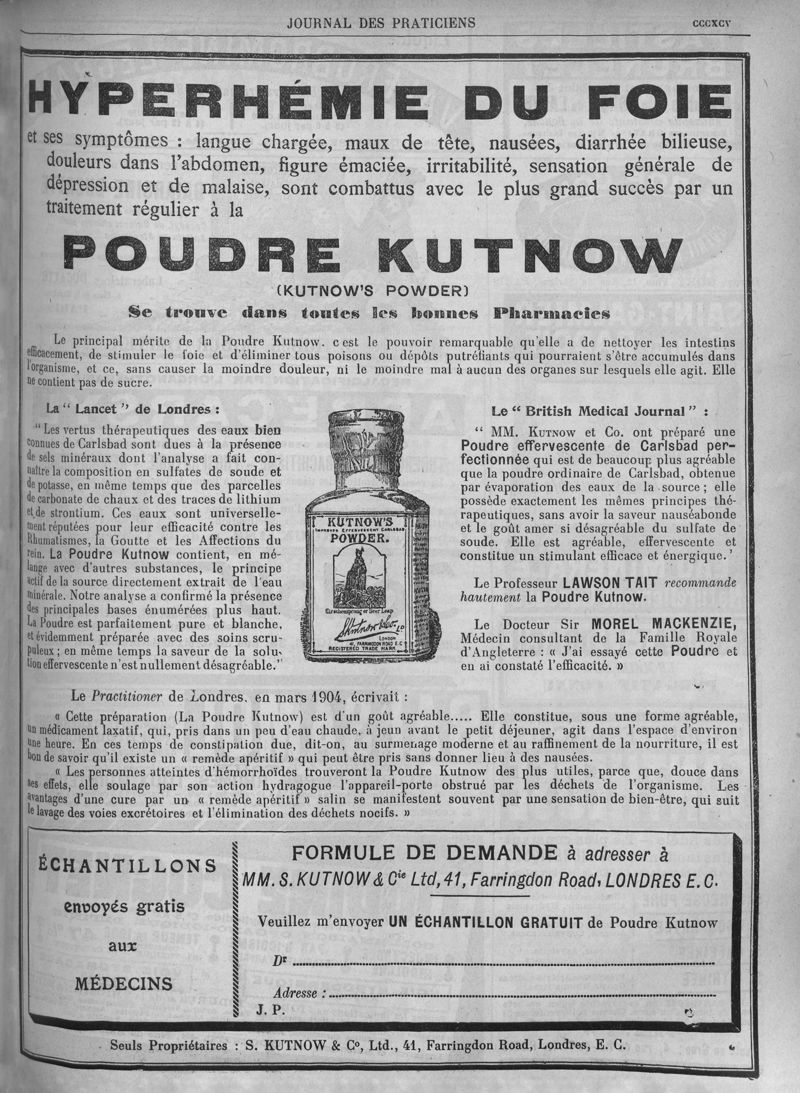 JOURNAL DES PRATICIENS
CCCXCV
HYPERHÉMIE DU FOIE
et ses symptômes : langue chargée, maux de tête, nausées, diarrhée bilieuse,
douleurs dans l'abdomen, figure émaciée, irritabilité, sensation générale de
dépression et de malaise, sont combattus avec le plus grand succès par un
traitement régulier à la
POUDRE KUTNOW
(KUTNOW'S POWDER)
Se trouve dans toutes les bonnes Pharmacies
Le principal mérite de la Poudre Kutnow. c est le pouvoir remarquable qu'elle a de nettoyer les intestins
efficacement, de stimuler le foie et d'éliminer tous poisons ou dépôts putréfiants qui pourraient s'être accumulés dans
l'organisme, et ce, sans causer la moindre douleur, ni le moindre mal à aucun des organes sur lesquels elle agit. Elle
ne contient pas de sucre.
La “ Lancet ” de Londres :
“ Les vertus thérapeutiques des eaux bien
connues de Carlsbad sont dues à la présence
de sels minéraux dont l'analyse a fait con-
naître la composition en sulfates de soude et
de potasse, en même temps que des parcelles
de carbonate de chaux et des traces de lithium
et de strontium. Ces eaux sont universelle-
ment réputées pour leur efficacité contre les
Rhumatismes, la Goutte et les Affections du
rein. La Poudre Kutnow contient, en mé-
lange avec d'autres substances, le principe
actif de la source directement extrait de l'eau
minérale. Notre analyse a confirmé la présence
des principales bases énumérées plus haut.
La Poudre est parfaitement pure et blanche,
et évidemment préparée avec des soins scru-
puleux ; en même temps la saveur de la solu-
tion effervescente n'est nullement désagréable.”
KUTNOW'S
IMPROVED EFFERVESCENT CARLSBAD
POWDER.
Hirschensprung or Deer Leap
S. Kutnow & Co. Ld
LONDON
41, FARRINGDON ROAD E.C
REGISTERED TRADE MARK
Le “ British Medical Journal ” :
“ MM. KUTNOW et Co. ont préparé une
Poudre effervescente de Carlsbad per-
fectionnée qui est de beaucoup plus agréable
que la poudre ordinaire de Carlsbad, obtenue
par évaporation des eaux de la source ; elle
possède exactement les mêmes principes thé-
rapeutiques, sans avoir la saveur nauséabonde
et le goût amer si désagréable du sulfate de
soude. Elle est agréable, effervescente et
constitue un stimulant efficace et énergique. ’
Le Professeur LAWSON TAIT recommande
hautement la Poudre Kutnow.
Le Docteur Sir MOREL MACKENZIE,
Médecin consultant de la Famille Royale
d'Angleterre : « J'ai essayé cette Poudre et
en ai constaté l'efficacité. »
Le Practitioner de Londres, en mars 1904, écrivait :
« Cette préparation (La Poudre Kutnow) est d'un goût agréable..... Elle constitue, sous une forme agréable,
un médicament laxatif, qui, pris dans un peu d'eau chaude, à jeun avant le petit déjeuner, agit dans l'espace d'environ
une heure. En ces temps de constipation due, dit-on, au surmenage moderne et au raffinement de la nourriture, il est
bon de savoir qu'il existe un « remède apéritif » qui peut être pris sans donner lieu à des nausées.
« Les personnes atteintes d'hémorrhoïdes trouveront la Poudre Kutnow des plus utiles, parce que, douce dans
ses effets, elle soulage par son action hydragogue l'appareil-porte obstrué par les déchets de l'organisme. Les
avantages d'une cure par un « remède apéritif » salin se manifestent souvent par une sensation de bien-être, qui suit
le lavage des voies excrétoires et l'élimination des déchets nocifs. »
ÉCHANTILLONS
envoyés gratis
aux
MÉDECINS
FORMULE DE DEMANDE à adresser à
MM. S. KUTNOW & Cie Ltd, 41, Farringdon Road, LONDRES E. C.
Veuillez m'envoyer UN ÉCHANTILLON GRATUIT de Poudre Kutnow
Dr
Adresse :
J. P.
Seuls Propriétaires : S. KUTNOW & Co, Ltd., 41, Farringdon Road, Londres, E. C.